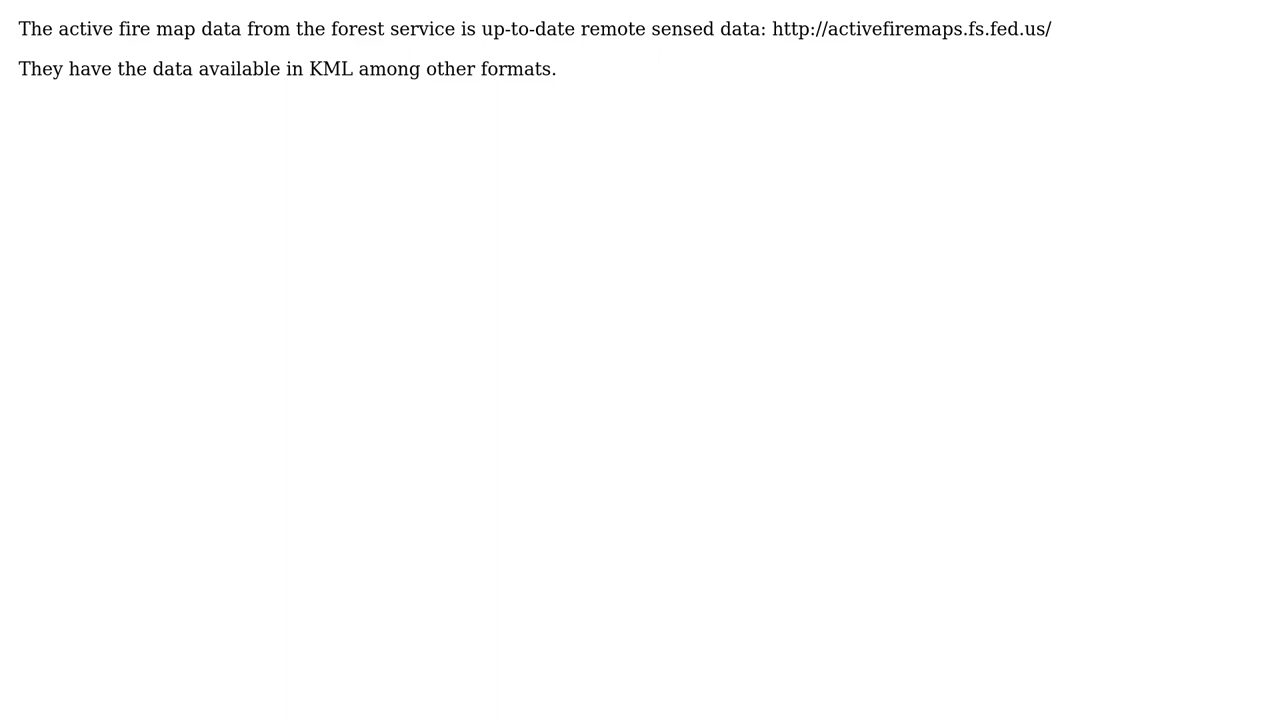 The active fire map data from the forest service is up-to-date remote sensed data: http://activefiremaps.fs.fed.us/
They have the data available in KML among other formats.